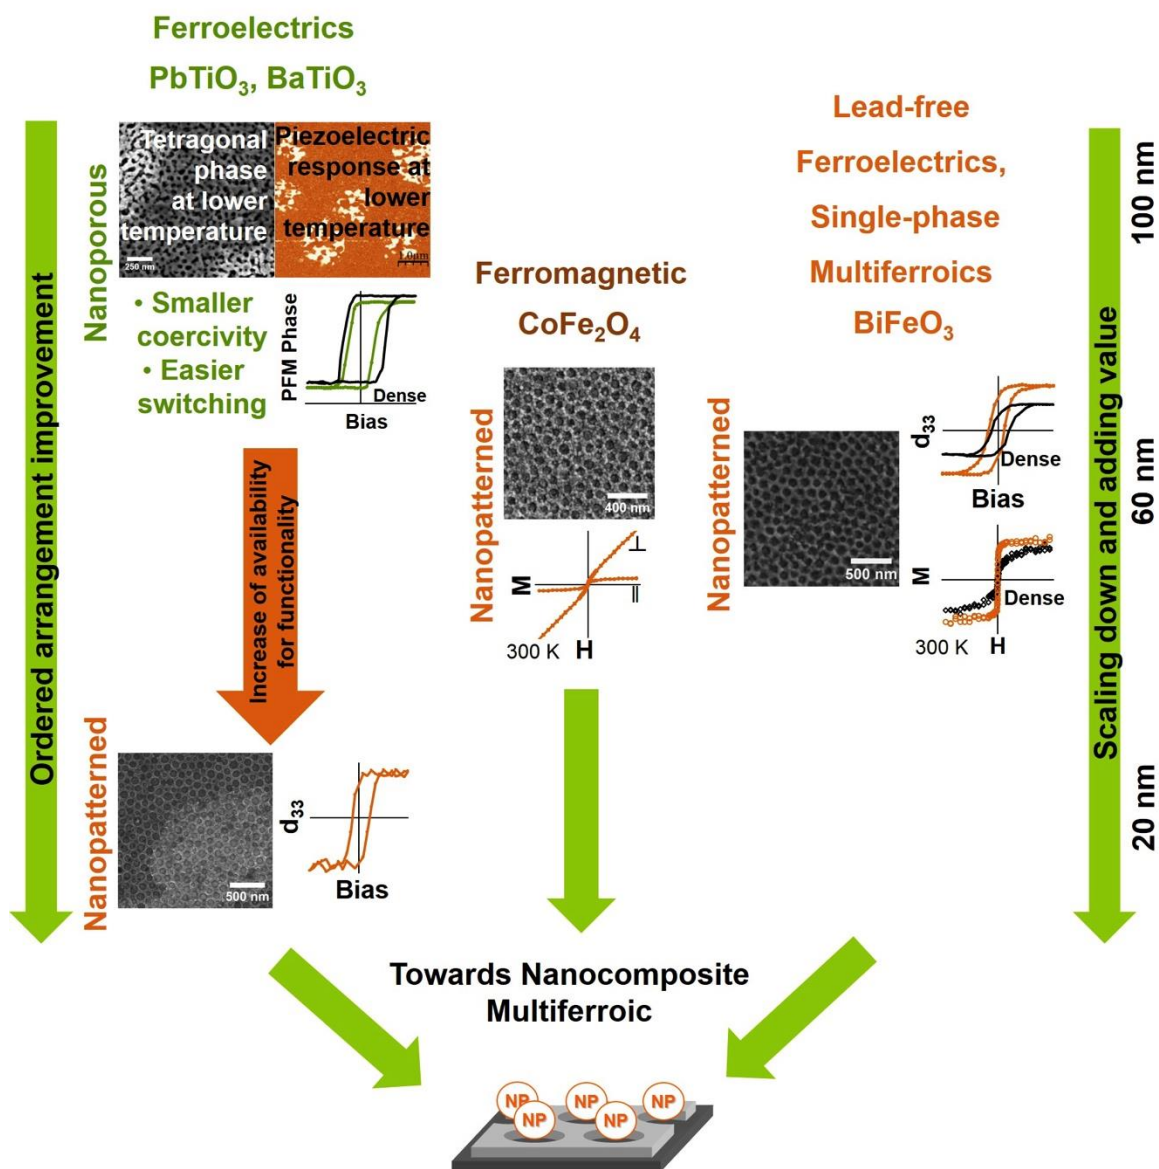 Ferroelectrics
PbTiO₃, BaTiO₃
Ordered arrangement improvement
Nanoporous
Tetragonal
phase
at lower
temperature
250 nm
Piezoelectric
response at
lower
temperature
1.0µm
• Smaller
coercivity
• Easier
switching
PFM Phase
Dense
Bias
Increase of availability
for functionality
Nanopatterned
500 nm
d₃₃
Bias
Ferromagnetic
CoFe₂O₄
Nanopatterned
400 nm
M
⊥
||
300 K
H
Lead-free
Ferroelectrics,
Single-phase
Multiferroics
BiFeO₃
Nanopatterned
500 nm
d₃₃
Dense
Bias
M
Dense
300 K
H
Scaling down and adding value
100 nm
60 nm
20 nm
Towards Nanocomposite
Multiferroic
NP
NP
NP
NP
NP